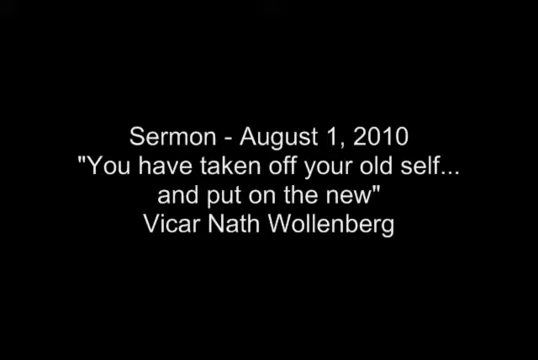 Sermon - August 1, 2010
"You have taken off your old self...
and put on the new"
Vicar Nath Wollenberg